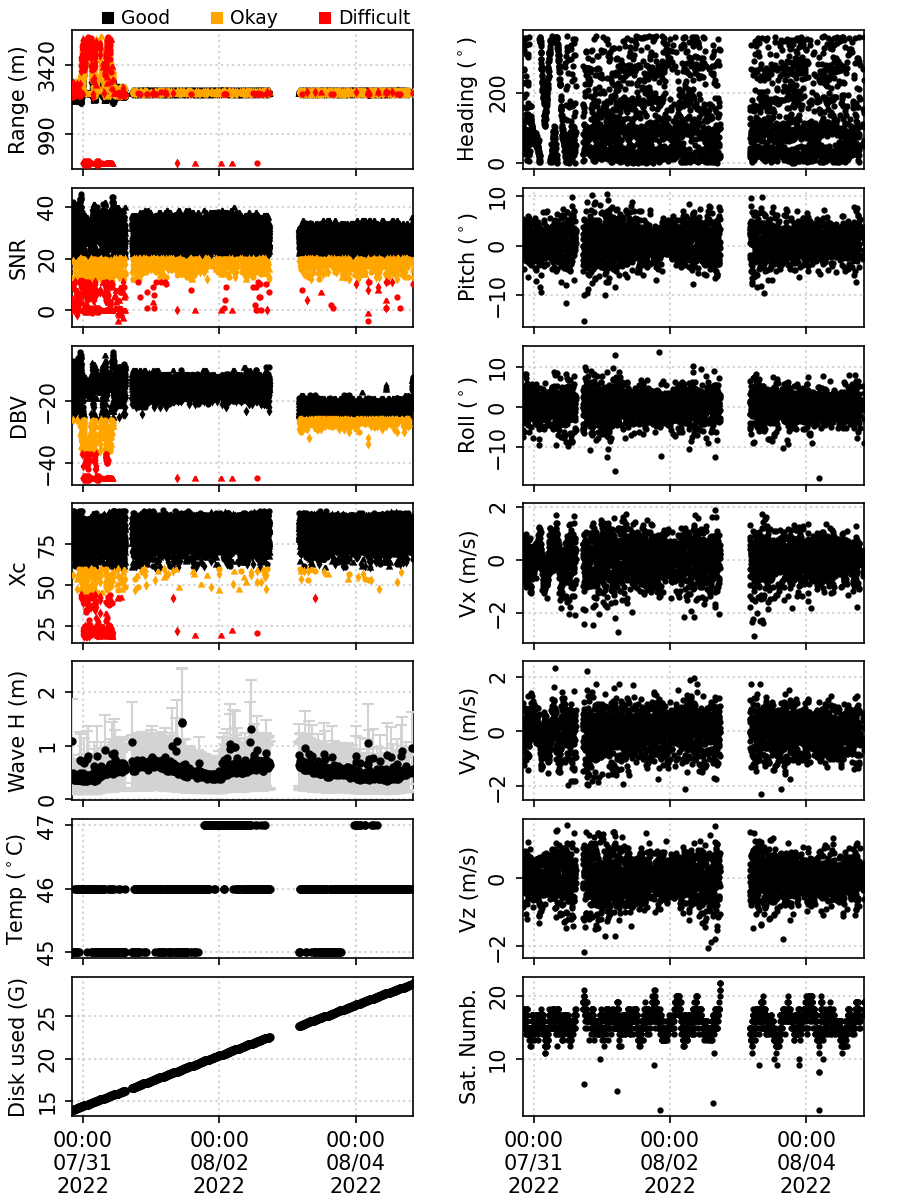 Good Okay Difficult
Range (m)
3420
990
Heading (°)
200
0
SNR
40
20
0
Pitch (°)
10
0
−10
DBV
−20
−40
Roll (°)
10
0
−10
Xc
75
50
25
Vx (m/s)
2
0
−2
Wave H (m)
2
1
0
Vy (m/s)
2
0
−2
Temp (°C)
47
46
45
Vz (m/s)
0
−2
Disk used (G)
25
20
15
Sat. Numb.
20
10
00:00 00:00 00:00 00:00 00:00 00:00
07/31 08/02 08/04 07/31 08/02 08/04
2022 2022 2022 2022 2022 2022